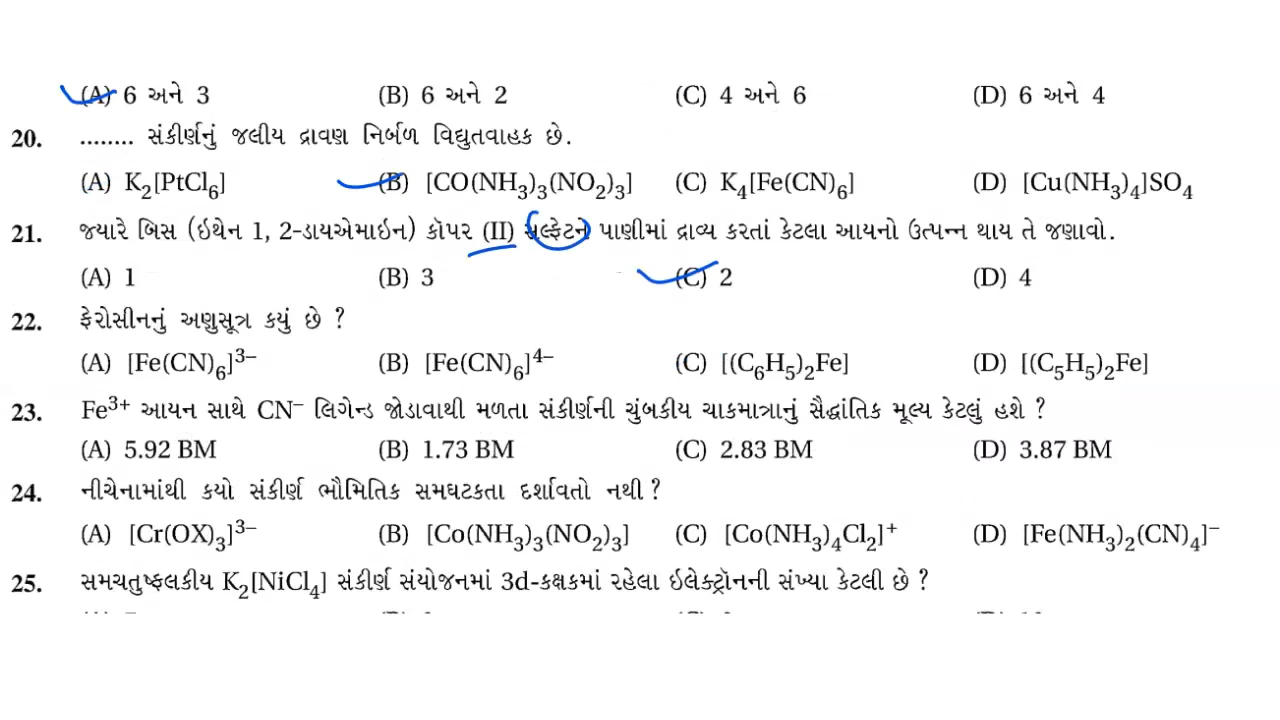 (A) 6 અને 3 (B) 6 અને 2 (C) 4 અને 6 (D) 6 અને 4
20. ........ સંકીર્ણનું જલીય દ્રાવણ નિર્બળ વિદ્યુતવાહક છે.
(A) K₂[PtCl₆] (B) [CO(NH₃)₃(NO₂)₃] (C) K₄[Fe(CN)₆] (D) [Cu(NH₃)₄]SO₄
21. જ્યારે બિસ (ઇથેન 1, 2-ડાયએમાઇન) કૉપર (II) સલ્ફેટને પાણીમાં દ્રાવ્ય કરતાં કેટલા આયનો ઉત્પન્ન થાય તે જણાવો.
(A) 1 (B) 3 (C) 2 (D) 4
22. ફેરોસીનનું અણુસૂત્ર કયું છે ?
(A) [Fe(CN)₆]³⁻ (B) [Fe(CN)₆]⁴⁻ (C) [(C₆H₅)₂Fe] (D) [(C₅H₅)₂Fe]
23. Fe³⁺ આયન સાથે CN⁻ લિગેન્ડ જોડાવાથી મળતા સંકીર્ણની ચુંબકીય ચાકમાત્રાનું સૈદ્ધાંતિક મૂલ્ય કેટલું હશે ?
(A) 5.92 BM (B) 1.73 BM (C) 2.83 BM (D) 3.87 BM
24. નીચેનામાંથી કયો સંકીર્ણ ભૌમિતિક સમઘટકતા દર્શાવતો નથી ?
(A) [Cr(OX)₃]³⁻ (B) [Co(NH₃)₃(NO₂)₃] (C) [Co(NH₃)₄Cl₂]⁺ (D) [Fe(NH₃)₂(CN)₄]⁻
25. સમચતુષ્ફલકીય K₂[NiCl₄] સંકીર્ણ સંયોજનમાં 3d-કક્ષકમાં રહેલા ઇલેક્ટ્રૉનની સંખ્યા કેટલી છે ?